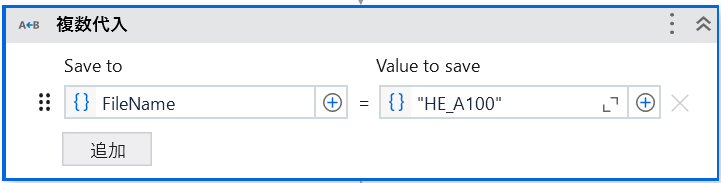 A←B 複数代入
Save to Value to save
{} FileName = {} "HE_A100"
追加